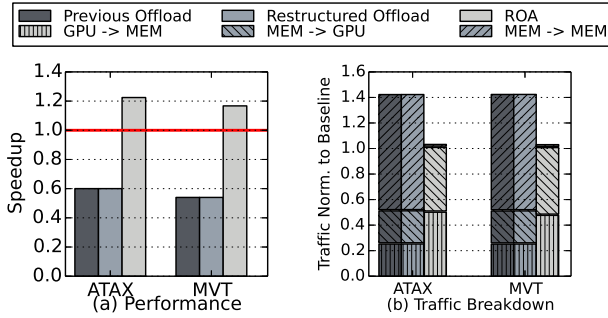 Previous Offload Restructured Offload ROA
GPU -> MEM MEM -> GPU MEM -> MEM
1.4
1.2
1.0
0.8
0.6
0.4
0.2
0.0
Speedup
ATAX MVT
(a) Performance
1.6
1.4
1.2
1.0
0.8
0.6
0.4
0.2
0.0
Traffic Norm. to Baseline
ATAX MVT
(b) Traffic Breakdown